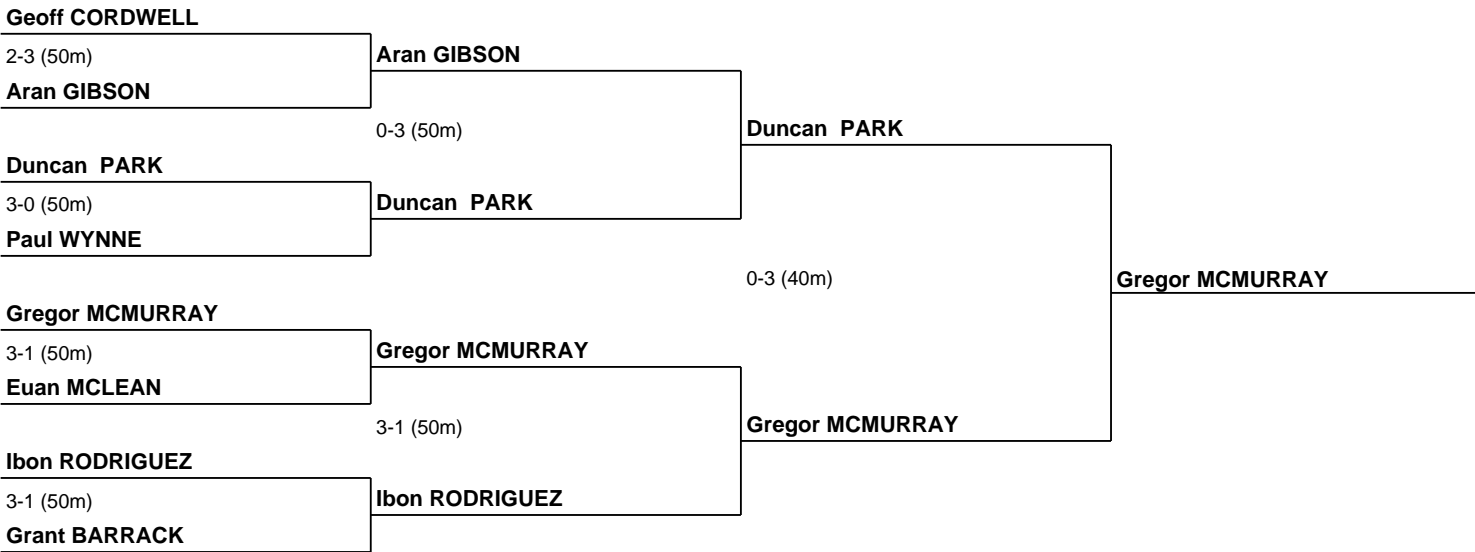 Geoff CORDWELL
2-3 (50m)
Aran GIBSON
Aran GIBSON
0-3 (50m)
Duncan PARK
Duncan PARK
3-0 (50m)
Duncan PARK
Paul WYNNE
0-3 (40m)
Gregor MCMURRAY
Gregor MCMURRAY
3-1 (50m)
Gregor MCMURRAY
Euan MCLEAN
3-1 (50m)
Gregor MCMURRAY
Ibon RODRIGUEZ
3-1 (50m)
Ibon RODRIGUEZ
Grant BARRACK